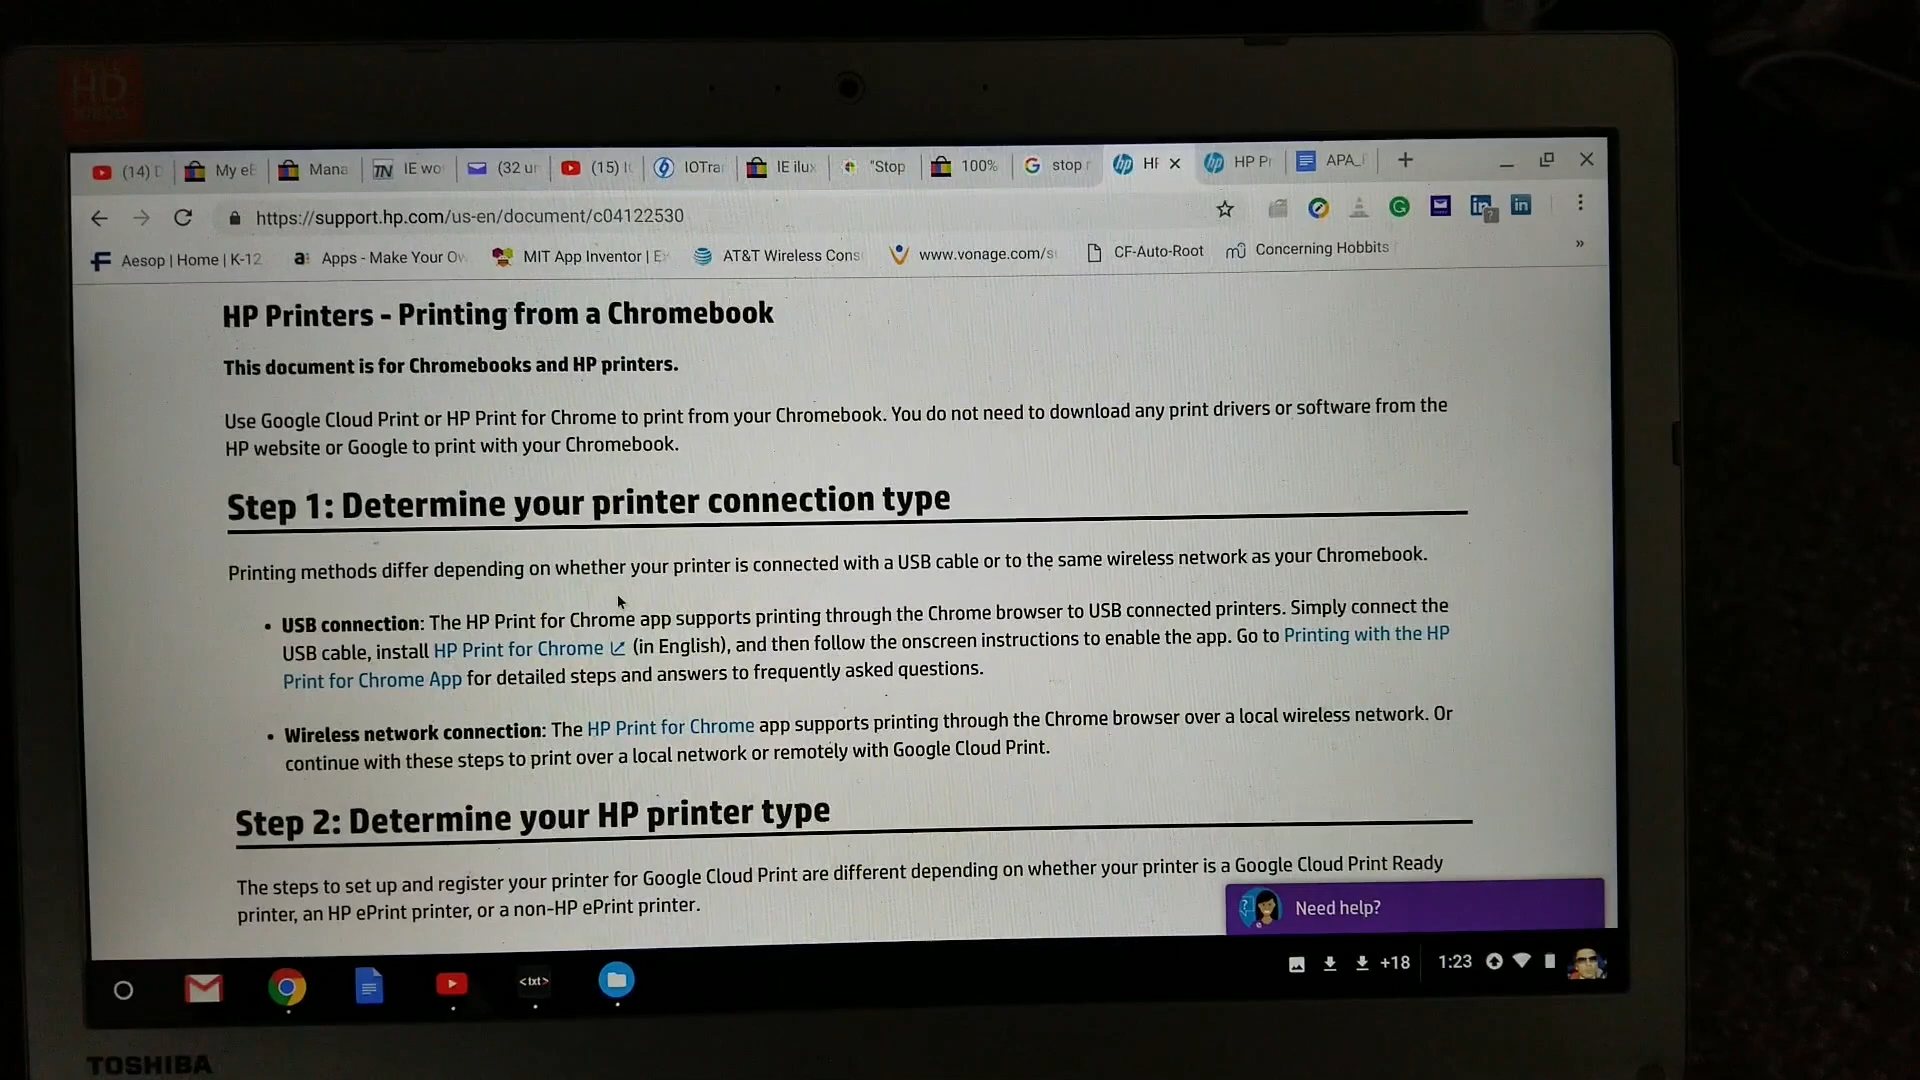 HD
(14)
My eB
Mana
TN IE wo
(32 ur
(15)
IOTra
IE ilux
"Stop
100%
stop r
hp
HP Pr
APA_
https://support.hp.com/us-en/document/c04122530
Aesop | Home | K-12
a: Apps - Make Your Ow
MIT App Inventor | Ex
AT&T Wireless Cons
www.vonage.com/s
CF-Auto-Root
Concerning Hobbits
»
HP Printers - Printing from a Chromebook
This document is for Chromebooks and HP printers.
Use Google Cloud Print or HP Print for Chrome to print from your Chromebook. You do not need to download any print drivers or software from the
HP website or Google to print with your Chromebook.
Step 1: Determine your printer connection type
Printing methods differ depending on whether your printer is connected with a USB cable or to the same wireless network as your Chromebook.
• USB connection: The HP Print for Chrome app supports printing through the Chrome browser to USB connected printers. Simply connect the
USB cable, install HP Print for Chrome (in English), and then follow the onscreen instructions to enable the app. Go to Printing with the HP
Print for Chrome App for detailed steps and answers to frequently asked questions.
• Wireless network connection: The HP Print for Chrome app supports printing through the Chrome browser over a local wireless network. Or
continue with these steps to print over a local network or remotely with Google Cloud Print.
Step 2: Determine your HP printer type
The steps to set up and register your printer for Google Cloud Print are different depending on whether your printer is a Google Cloud Print Ready
printer, an HP ePrint printer, or a non-HP ePrint printer.
Need help?
<txt>
+18
1:23
TOSHIBA